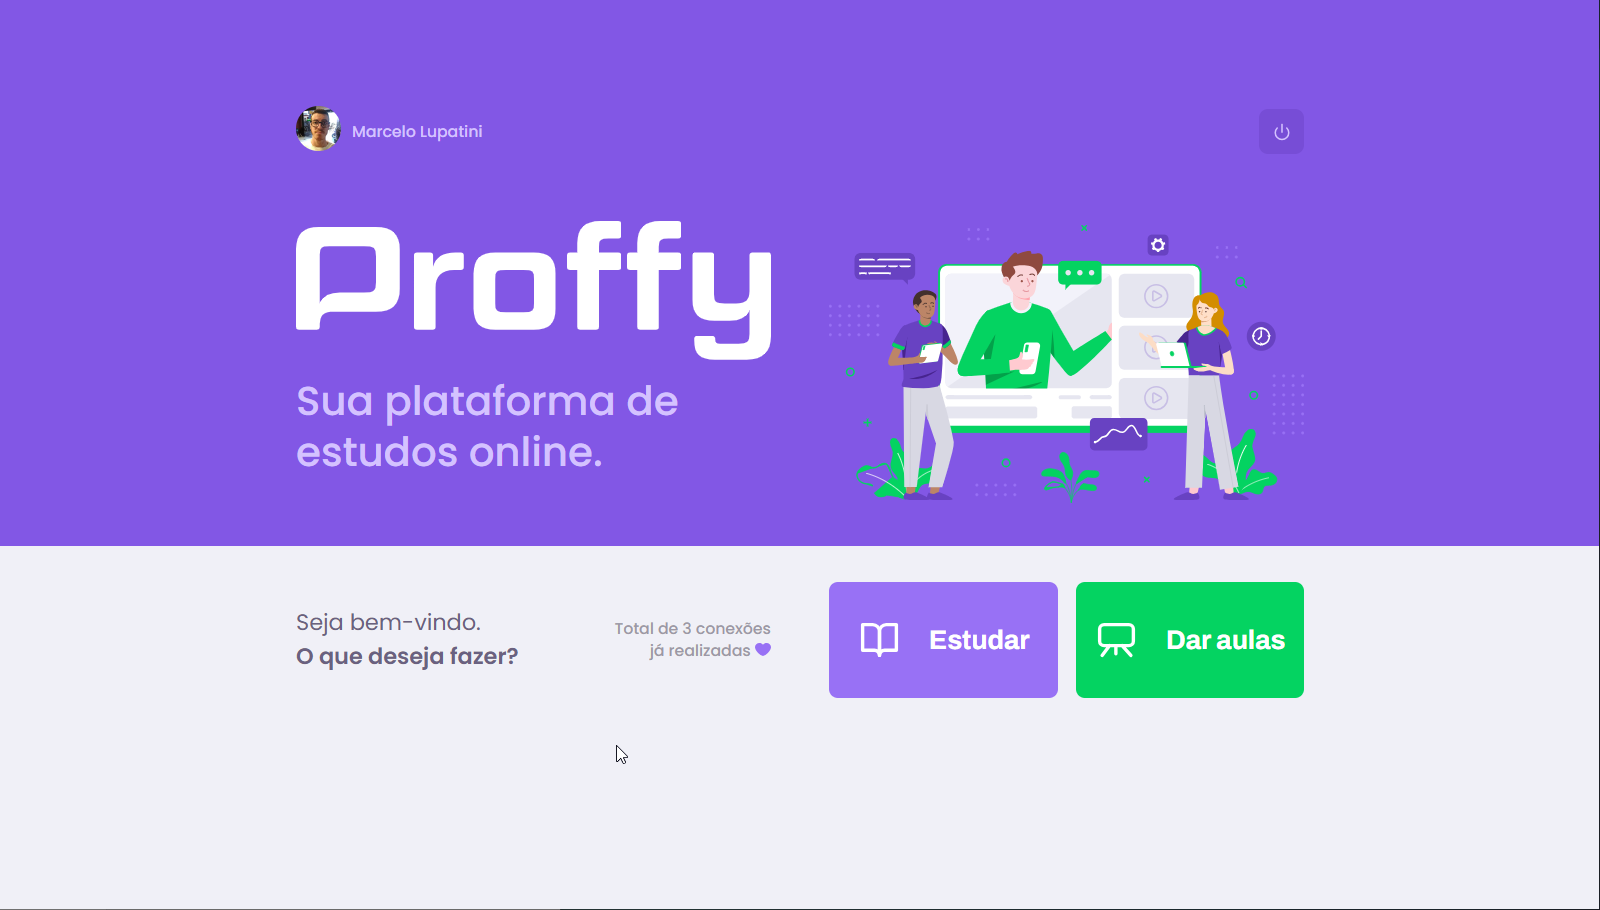 Marcelo Lupatini
Proffy
Sua plataforma de
estudos online.
Seja bem-vindo.
O que deseja fazer?
Total de 3 conexões
já realizadas
Estudar
Dar aulas